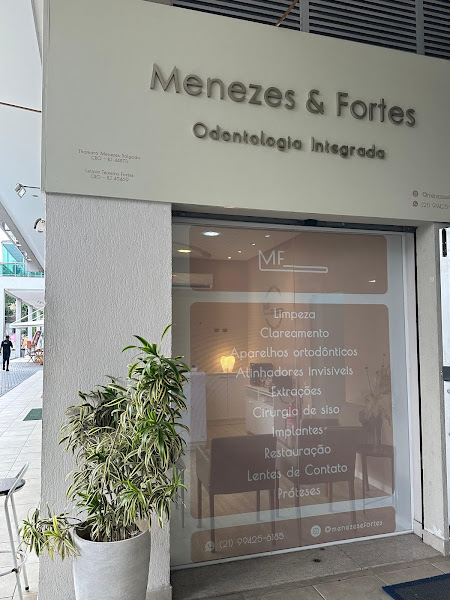 Menezes & Fortes
Odontologia Integrada
MF
Limpeza
Clareamento
Aparelhos ortodônticos
Alinhadores Invisíveis
Extrações
Cirurgia de siso
Implantes
Restauração
Lentes de Contato
Próteses
(21) 99425-6185
@menezesefortes